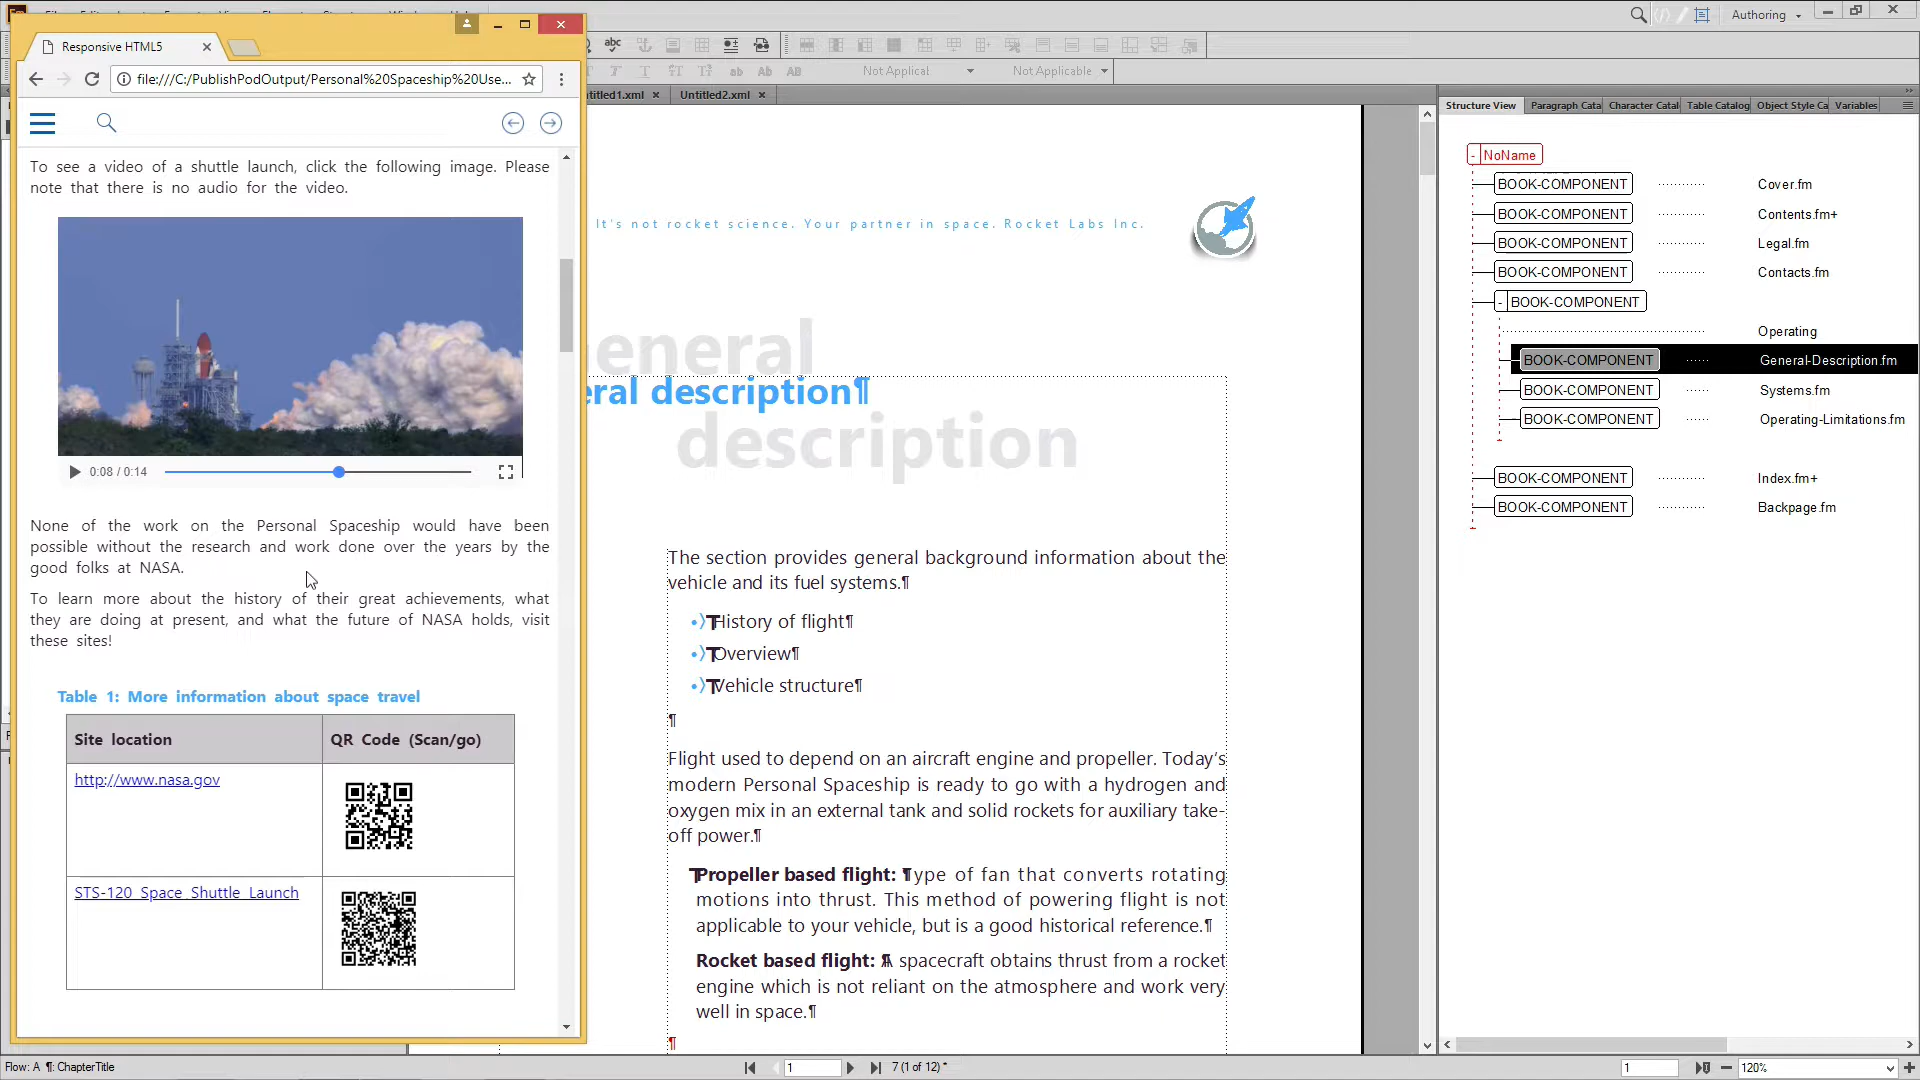 Responsive HTML5
file:///C:/PublishPodOutput/Personal%20Spaceship%20Use...
To see a video of a shuttle launch, click the following image. Please
note that there is no audio for the video.
0:08 / 0:14
None of the work on the Personal Spaceship would have been
possible without the research and work done over the years by the
good folks at NASA.
To learn more about the history of their great achievements, what
they are doing at present, and what the future of NASA holds, visit
these sites!
Table 1: More information about space travel
Site location QR Code (Scan/go)
http://www.nasa.gov
STS-120 Space Shuttle Launch
Authoring
Not Applical Not Applicable
ntitled1.xml Untitled2.xml
It's not rocket science. Your partner in space. Rocket Labs Inc.
eneral
eral description¶
description
The section provides general background information about the
vehicle and its fuel systems.¶
History of flight¶
Overview¶
Vehicle structure¶
¶
Flight used to depend on an aircraft engine and propeller. Today's
modern Personal Spaceship is ready to go with a hydrogen and
oxygen mix in an external tank and solid rockets for auxiliary take-
off power.¶
Propeller based flight: ¶Type of fan that converts rotating
motions into thrust. This method of powering flight is not
applicable to your vehicle, but is a good historical reference.¶
Rocket based flight: ¶A spacecraft obtains thrust from a rocket
engine which is not reliant on the atmosphere and work very
well in space.¶
¶
Structure View Paragraph Cata Character Catal Table Catalog Object Style Ca Variables
- NoName
BOOK-COMPONENT Cover.fm
BOOK-COMPONENT Contents.fm+
BOOK-COMPONENT Legal.fm
BOOK-COMPONENT Contacts.fm
- BOOK-COMPONENT
Operating
BOOK-COMPONENT General-Description.fm
BOOK-COMPONENT Systems.fm
BOOK-COMPONENT Operating-Limitations.fm
BOOK-COMPONENT Index.fm+
BOOK-COMPONENT Backpage.fm
Flow: A ¶: ChapterTitle
1
7 (1 of 12) *
1
120%